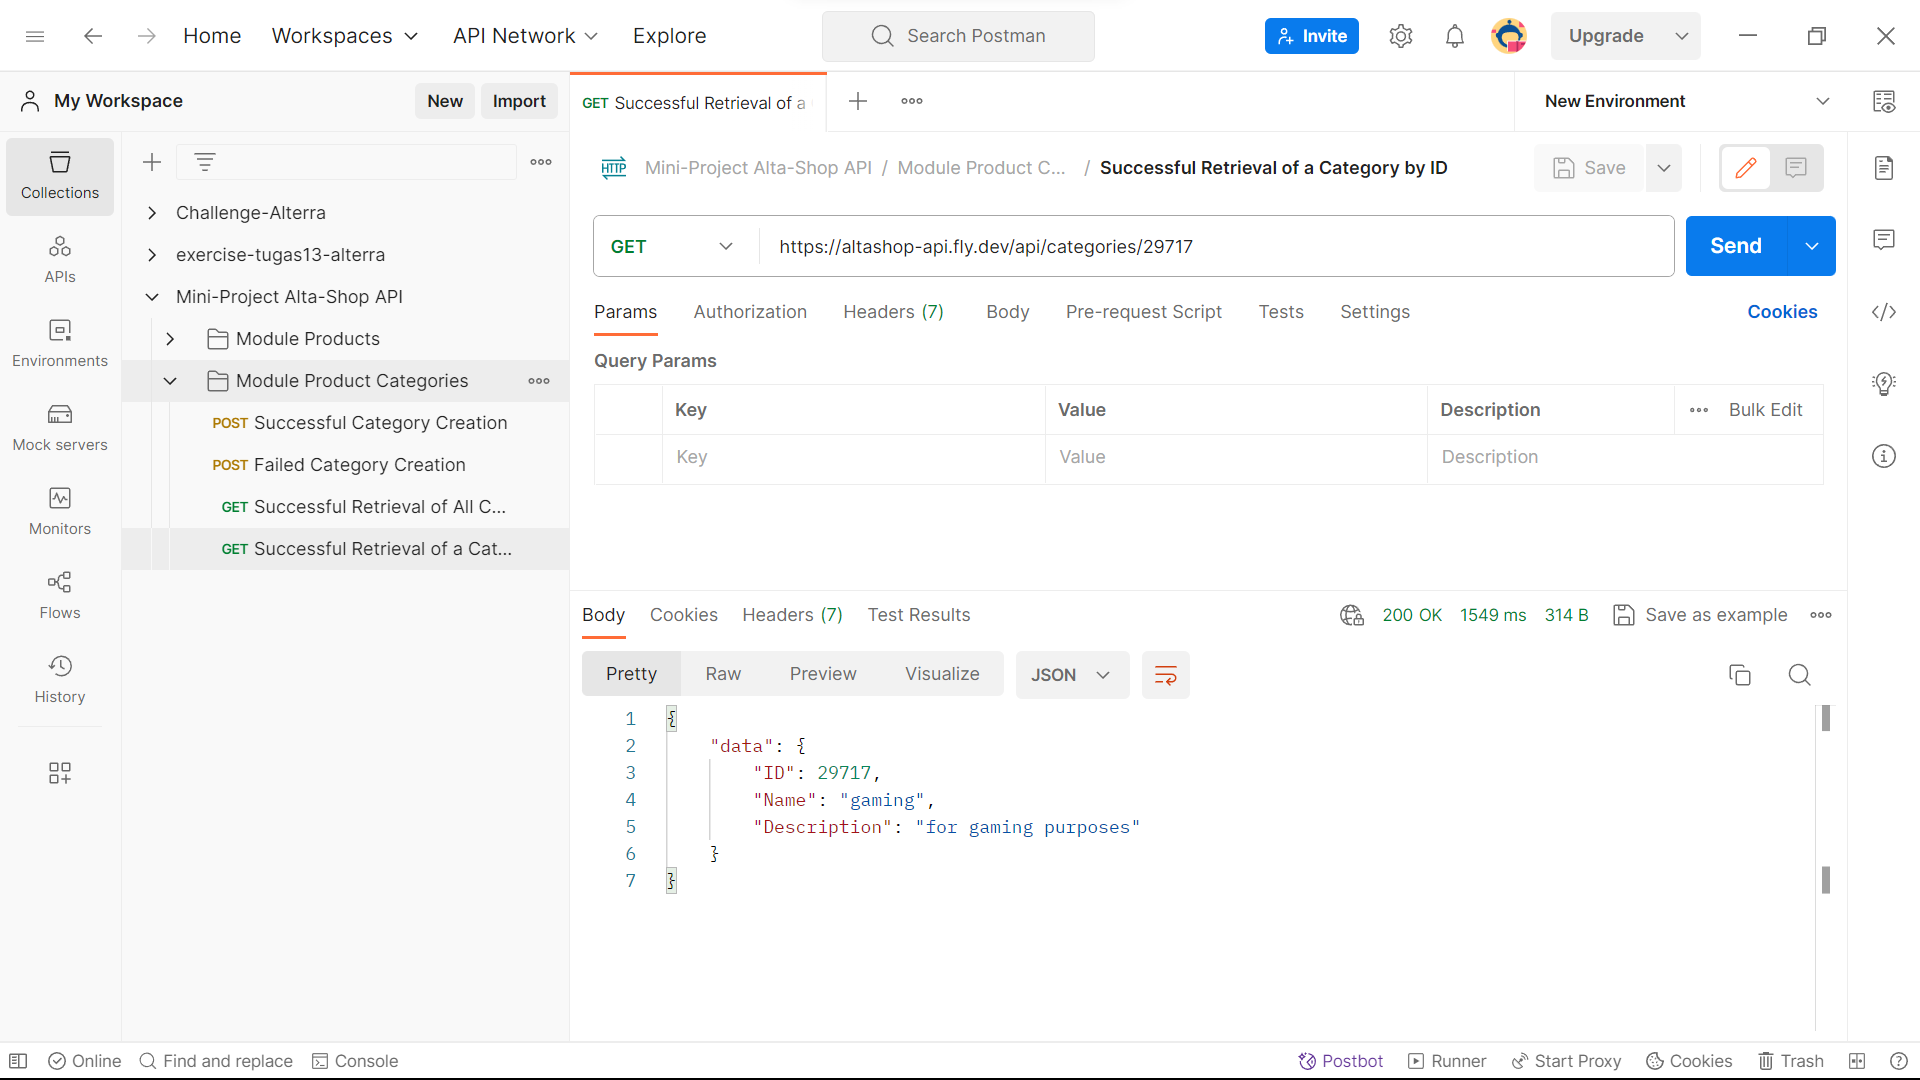 Home
Workspaces
API Network
Explore
Search Postman
Invite
Upgrade
My Workspace
New
Import
GET Successful Retrieval of a
New Environment
Collections
APIs
Environments
Mock servers
Monitors
Flows
History
Challenge-Alterra
exercise-tugas13-alterra
Mini-Project Alta-Shop API
Module Products
Module Product Categories
POST Successful Category Creation
POST Failed Category Creation
GET Successful Retrieval of All C...
GET Successful Retrieval of a Cat...
HTTP Mini-Project Alta-Shop API / Module Product C... / Successful Retrieval of a Category by ID
Save
GET https://altashop-api.fly.dev/api/categories/29717
Send
Params Authorization Headers (7) Body Pre-request Script Tests Settings Cookies
Query Params
Key Value Description Bulk Edit
Key Value Description
Body Cookies Headers (7) Test Results 200 OK 1549 ms 314 B Save as example
Pretty Raw Preview Visualize JSON
1 {
2 "data": {
3 "ID": 29717,
4 "Name": "gaming",
5 "Description": "for gaming purposes"
6 }
7 }
Online Find and replace Console Postbot Runner Start Proxy Cookies Trash